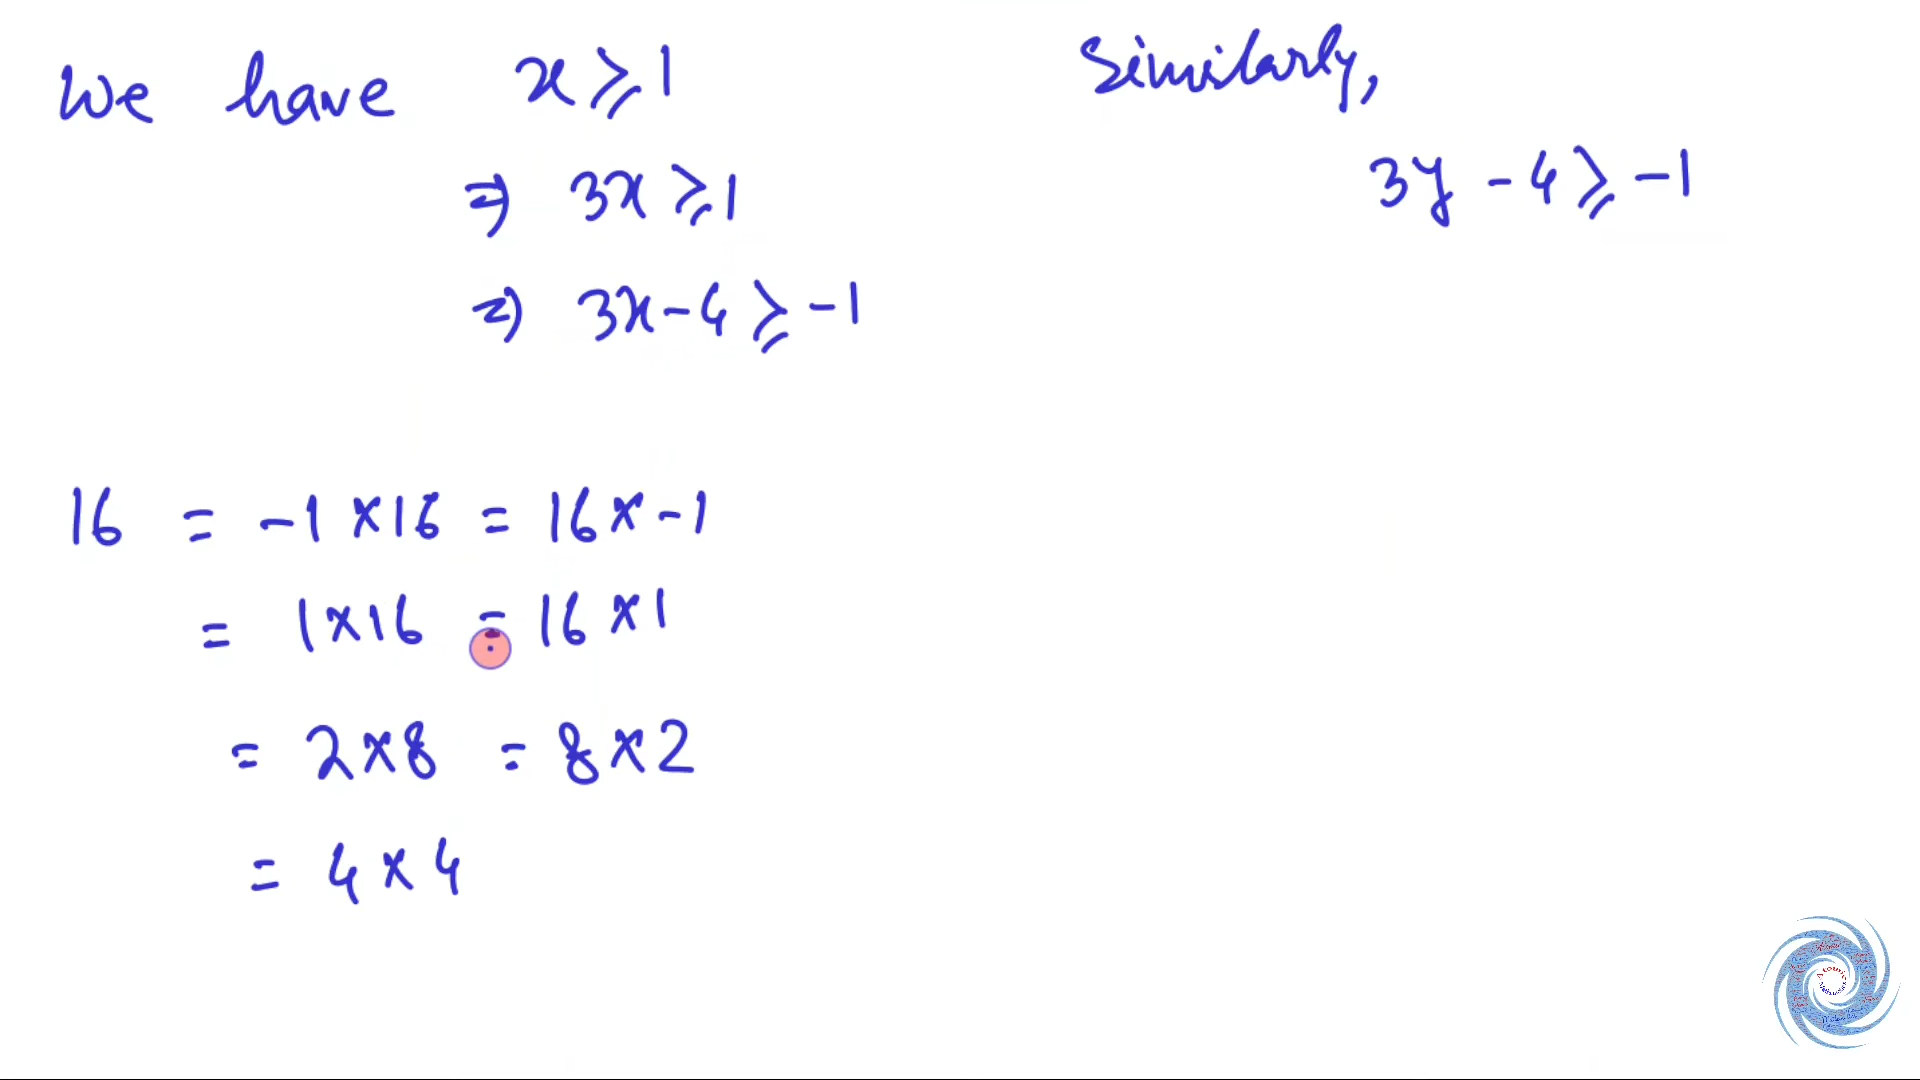 We have x ⩾ 1
⇒ 3x ⩾ 1
⇒ 3x - 4 ⩾ -1
Similarly,
3y - 4 ⩾ -1
16 = -1 × 16 = 16 × -1
= 1 × 16 = 16 × 1
= 2 × 8 = 8 × 2
= 4 × 4